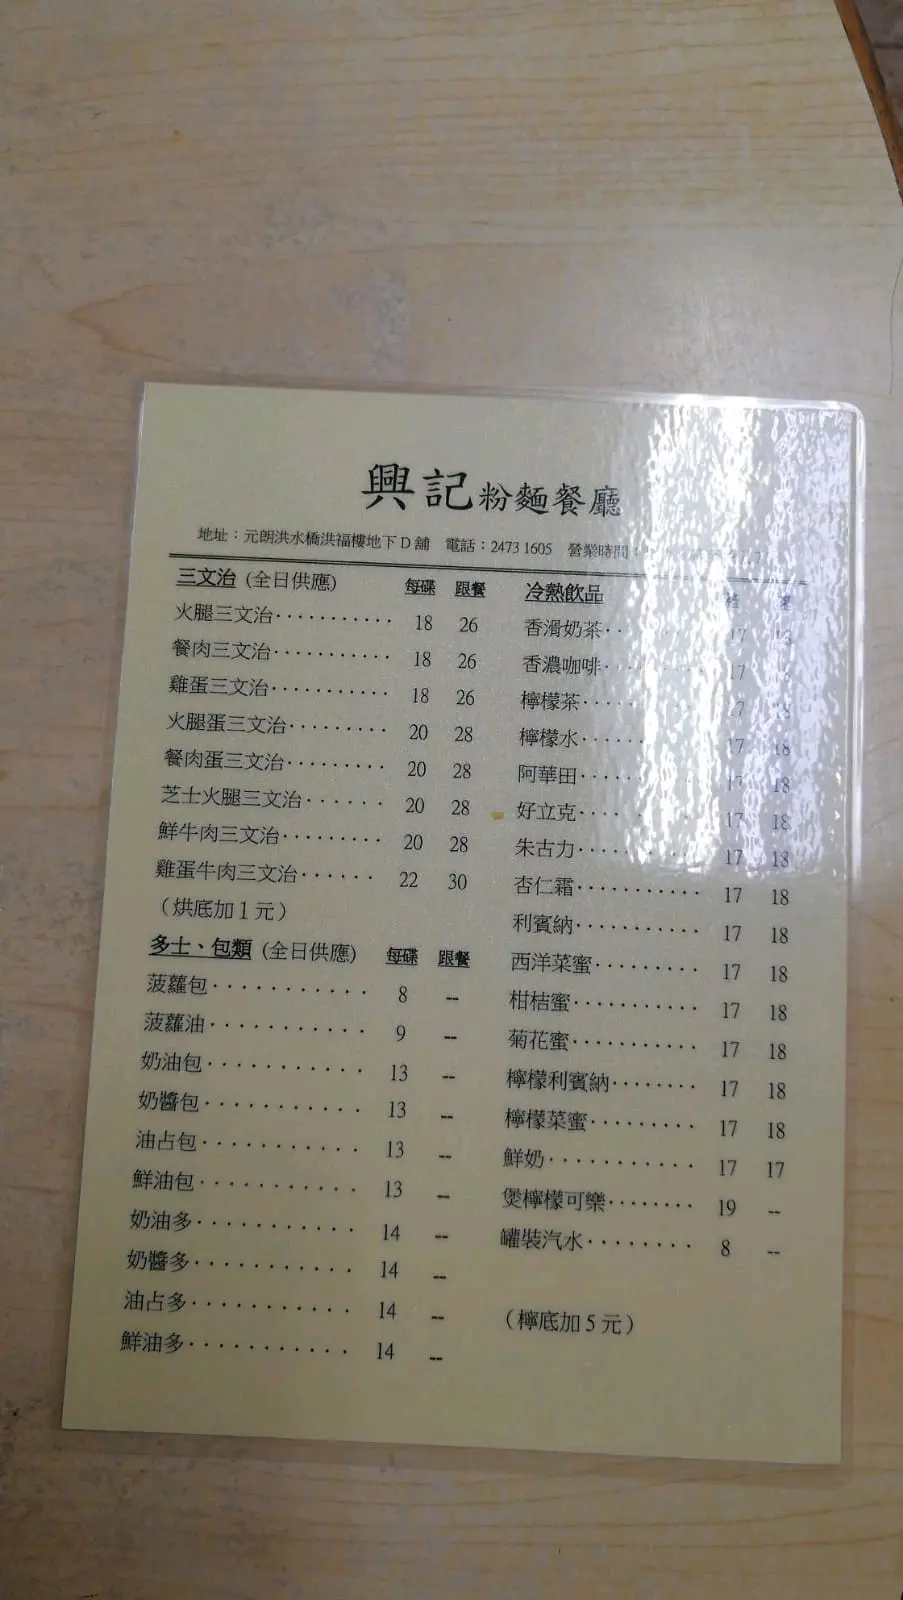 興記粉麵餐廳
地址：元朗洪水橋洪福樓地下D舖 電話：2473 1605 營業時間：
三文治 (全日供應) 每碟 跟餐
火腿三文治··········· 18 26
餐肉三文治··········· 18 26
雞蛋三文治··········· 18 26
火腿蛋三文治········· 20 28
餐肉蛋三文治········· 20 28
芝士火腿三文治······· 20 28
鮮牛肉三文治········· 20 28
雞蛋牛肉三文治······ 22 30
（烘底加1元）
多士、包類 (全日供應) 每碟 跟餐
菠蘿包··········· 8 --
菠蘿油··········· 9 --
奶油包··········· 13 --
奶醬包··········· 13 --
油占包··········· 13 --
鮮油包··········· 13 --
奶油多··········· 14 --
奶醬多··········· 14 --
油占多··········· 14 --
鮮油多··········· 14 --
冷熱飲品
香滑奶茶·· 17
香濃咖啡· 17
檸檬茶··· 17 18
檸檬水··· 17 18
阿華田···· 17 18
好立克····· 17 18
朱古力······ 17 18
杏仁霜··········· 17 18
利賓納··········· 17 18
西洋菜蜜········· 17 18
柑桔蜜··········· 17 18
菊花蜜··········· 17 18
檸檬利賓納········ 17 18
檸檬菜蜜········· 17 18
鮮奶············· 17 17
煲檸檬可樂········ 19 --
罐裝汽水········· 8 --
（檸底加5元）